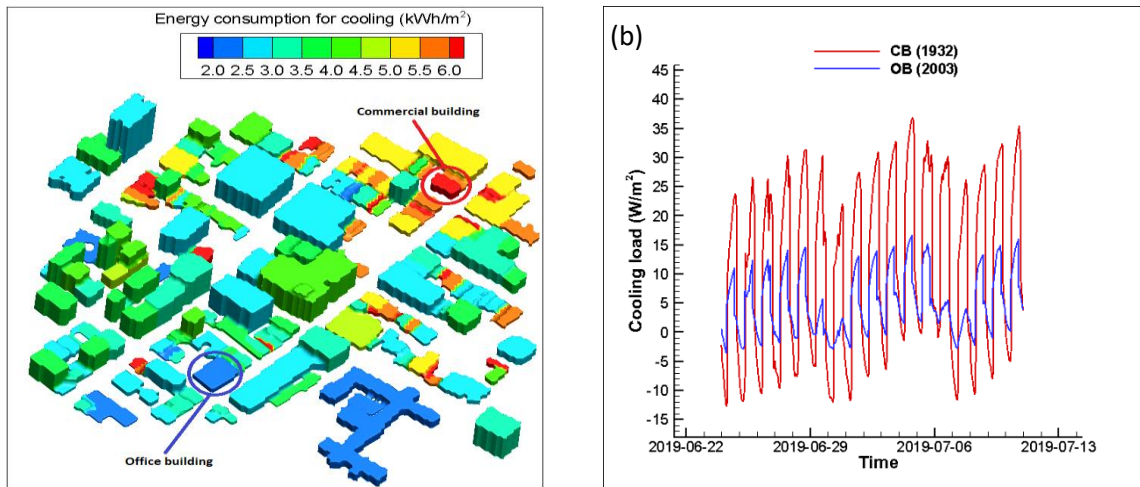 Energy consumption for cooling (kWh/m²)
2.0 2.5 3.0 3.5 4.0 4.5 5.0 5.5 6.0
Commercial building
Office building
(b)
CB (1932)
OB (2003)
45
40
35
30
25
20
15
10
5
0
-5
-10
-15
Cooling load (W/m²)
2019-06-22 2019-06-29 2019-07-06 2019-07-13
Time